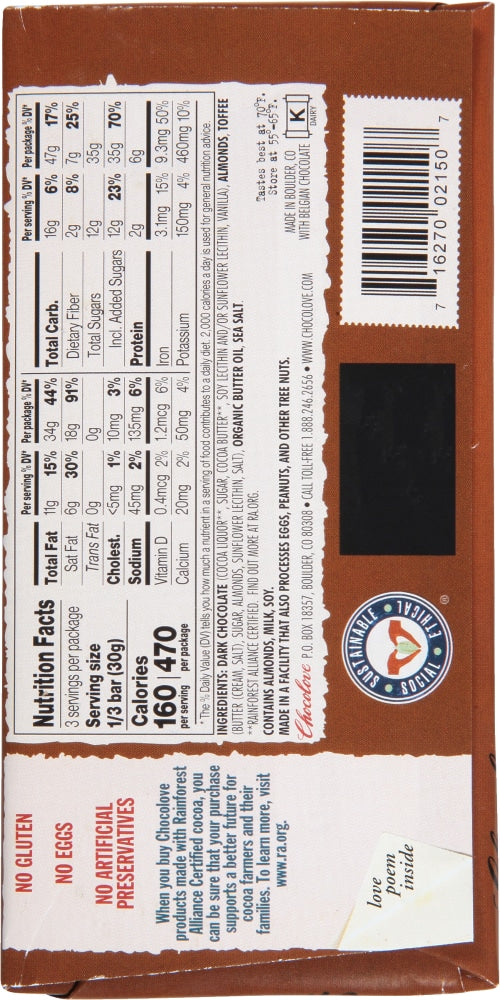 NO GLUTEN
NO EGGS
NO ARTIFICIAL
PRESERVATIVES
When you buy Chocolove
products made with Rainforest
Alliance Certified cocoa, you
can be sure that your purchase
supports a better future for
cocoa farmers and their
families. To learn more, visit
www.ra.org.
love
poem
inside
Nutrition Facts
3 servings per package
Serving size
1/3 bar (30g)
Calories
160 | 470
per serving per package
Per serving % DV* Per package % DV*
Total Fat 11g 15% 34g 44%
Sat Fat 6g 30% 18g 91%
Trans Fat 0g 0g
Cholest. <5mg 1% 10mg 3%
Sodium 45mg 2% 135mg 6%
Vitamin D 0.4mcg 2% 1.2mcg 6%
Calcium 20mg 2% 50mg 4%
Per serving % DV* Per package % DV*
Total Carb. 16g 6% 47g 17%
Dietary Fiber 2g 8% 7g 25%
Total Sugars 12g 35g
Incl. Added Sugars 12g 23% 35g 70%
Protein 2g 6g
Iron 3.1mg 15% 9.3mg 50%
Potassium 150mg 4% 460mg 10%
*The % Daily Value (DV) tells you how much a nutrient in a serving of food contributes to a daily diet. 2,000 calories a day is used for general nutrition advice.
INGREDIENTS: DARK CHOCOLATE (COCOA LIQUOR**, SUGAR, COCOA BUTTER**, SOY LECITHIN AND/OR SUNFLOWER LECITHIN, VANILLA), ALMONDS, TOFFEE
(BUTTER (CREAM, SALT), SUGAR, ALMONDS, SUNFLOWER LECITHIN, SALT), ORGANIC BUTTER OIL, SEA SALT.
**RAINFOREST ALLIANCE CERTIFIED. FIND OUT MORE AT RA.ORG.
CONTAINS ALMONDS, MILK, SOY.
MADE IN A FACILITY THAT ALSO PROCESSES EGGS, PEANUTS, AND OTHER TREE NUTS.
Chocolove P.O. BOX 18357, BOULDER, CO 80308 • CALL TOLL-FREE 1.888.246.2656 • WWW.CHOCOLOVE.COM
Tastes best at 70°F.
Store at 55°-65°F.
MADE IN BOULDER, CO
WITH BELGIAN CHOCOLATE
K
DAIRY
SOCIAL • SUSTAINABLE • ETHICAL •
®
7 16270 02150 7